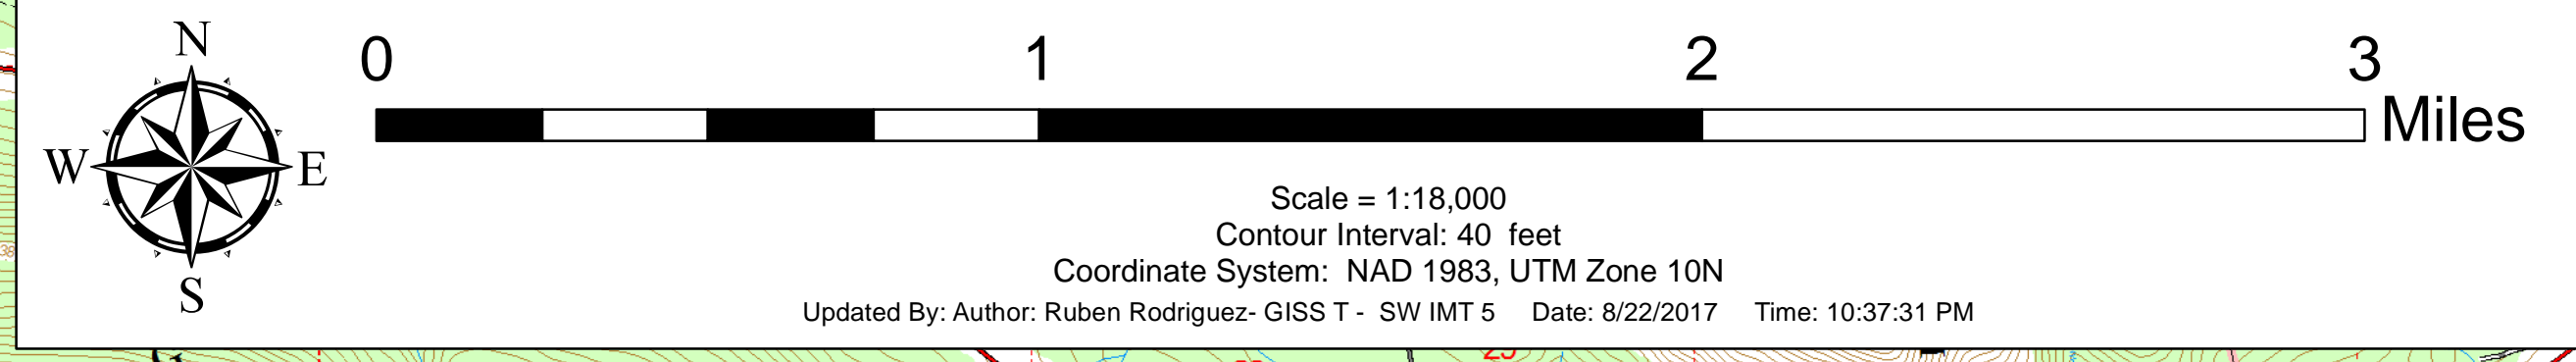 N
W E
S
0 1 2 3
Miles
Scale = 1:18,000
Contour Interval: 40 feet
Coordinate System: NAD 1983, UTM Zone 10N
Updated By: Author: Ruben Rodriguez- GISS T - SW IMT 5 Date: 8/22/2017 Time: 10:37:31 PM